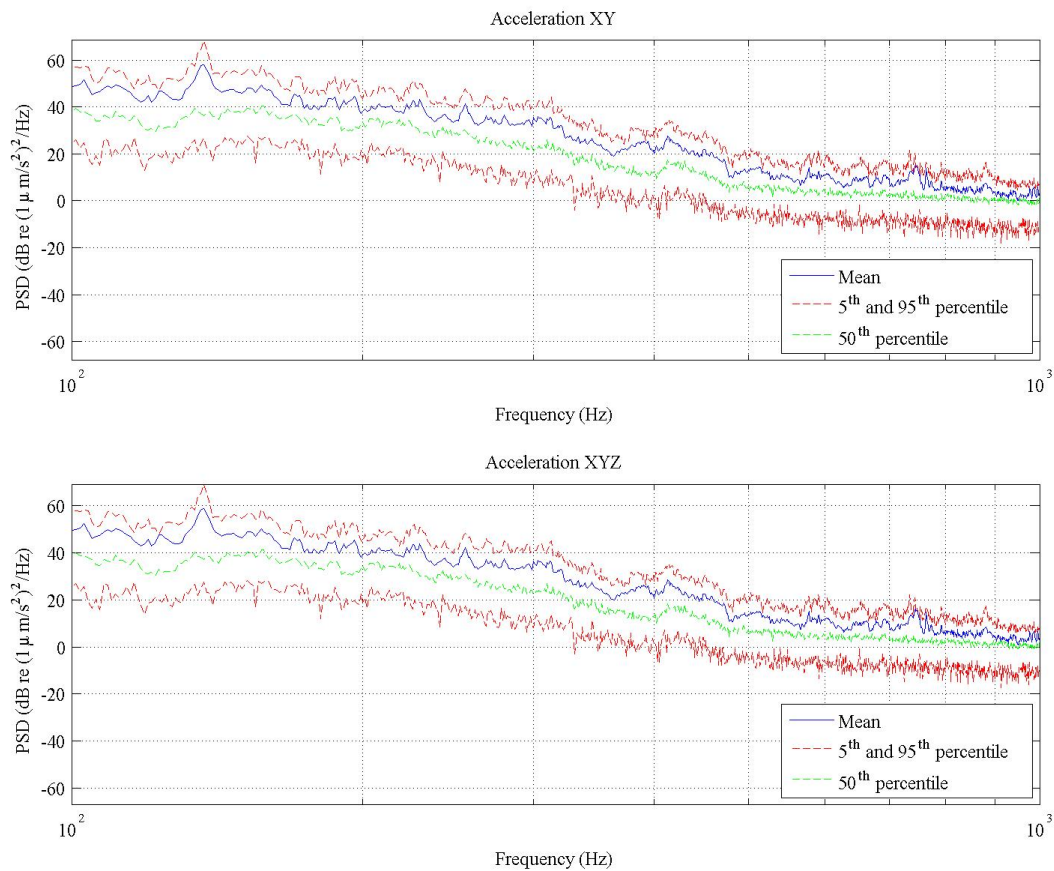 Acceleration XY
PSD (dB re (1 μ m/s²)²/Hz)
60
40
20
0
-20
-40
-60
Mean
5th and 95th percentile
50th percentile
10²
10³
Frequency (Hz)
Acceleration XYZ
PSD (dB re (1 μ m/s²)²/Hz)
60
40
20
0
-20
-40
-60
Mean
5th and 95th percentile
50th percentile
10²
10³
Frequency (Hz)